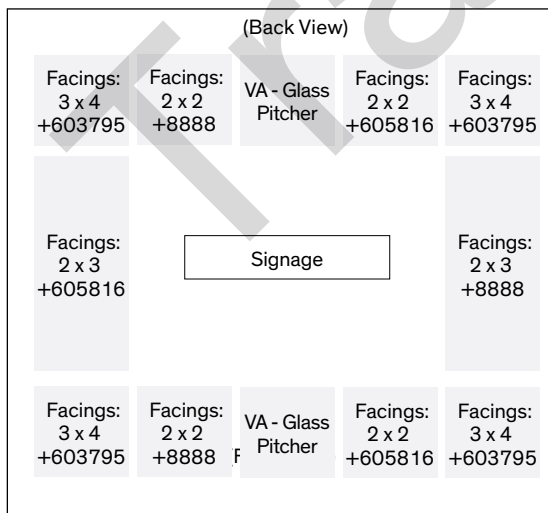 (Back View)
Facings:
3 x 4
+603795
Facings:
2 x 2
+8888
VA - Glass
Pitcher
Facings:
2 x 2
+605816
Facings:
3 x 4
+603795
Facings:
2 x 3
+605816
Signage
Facings:
2 x 3
+8888
Facings:
3 x 4
+603795
Facings:
2 x 2
+8888
VA - Glass
Pitcher
Facings:
2 x 2
+605816
Facings:
3 x 4
+603795